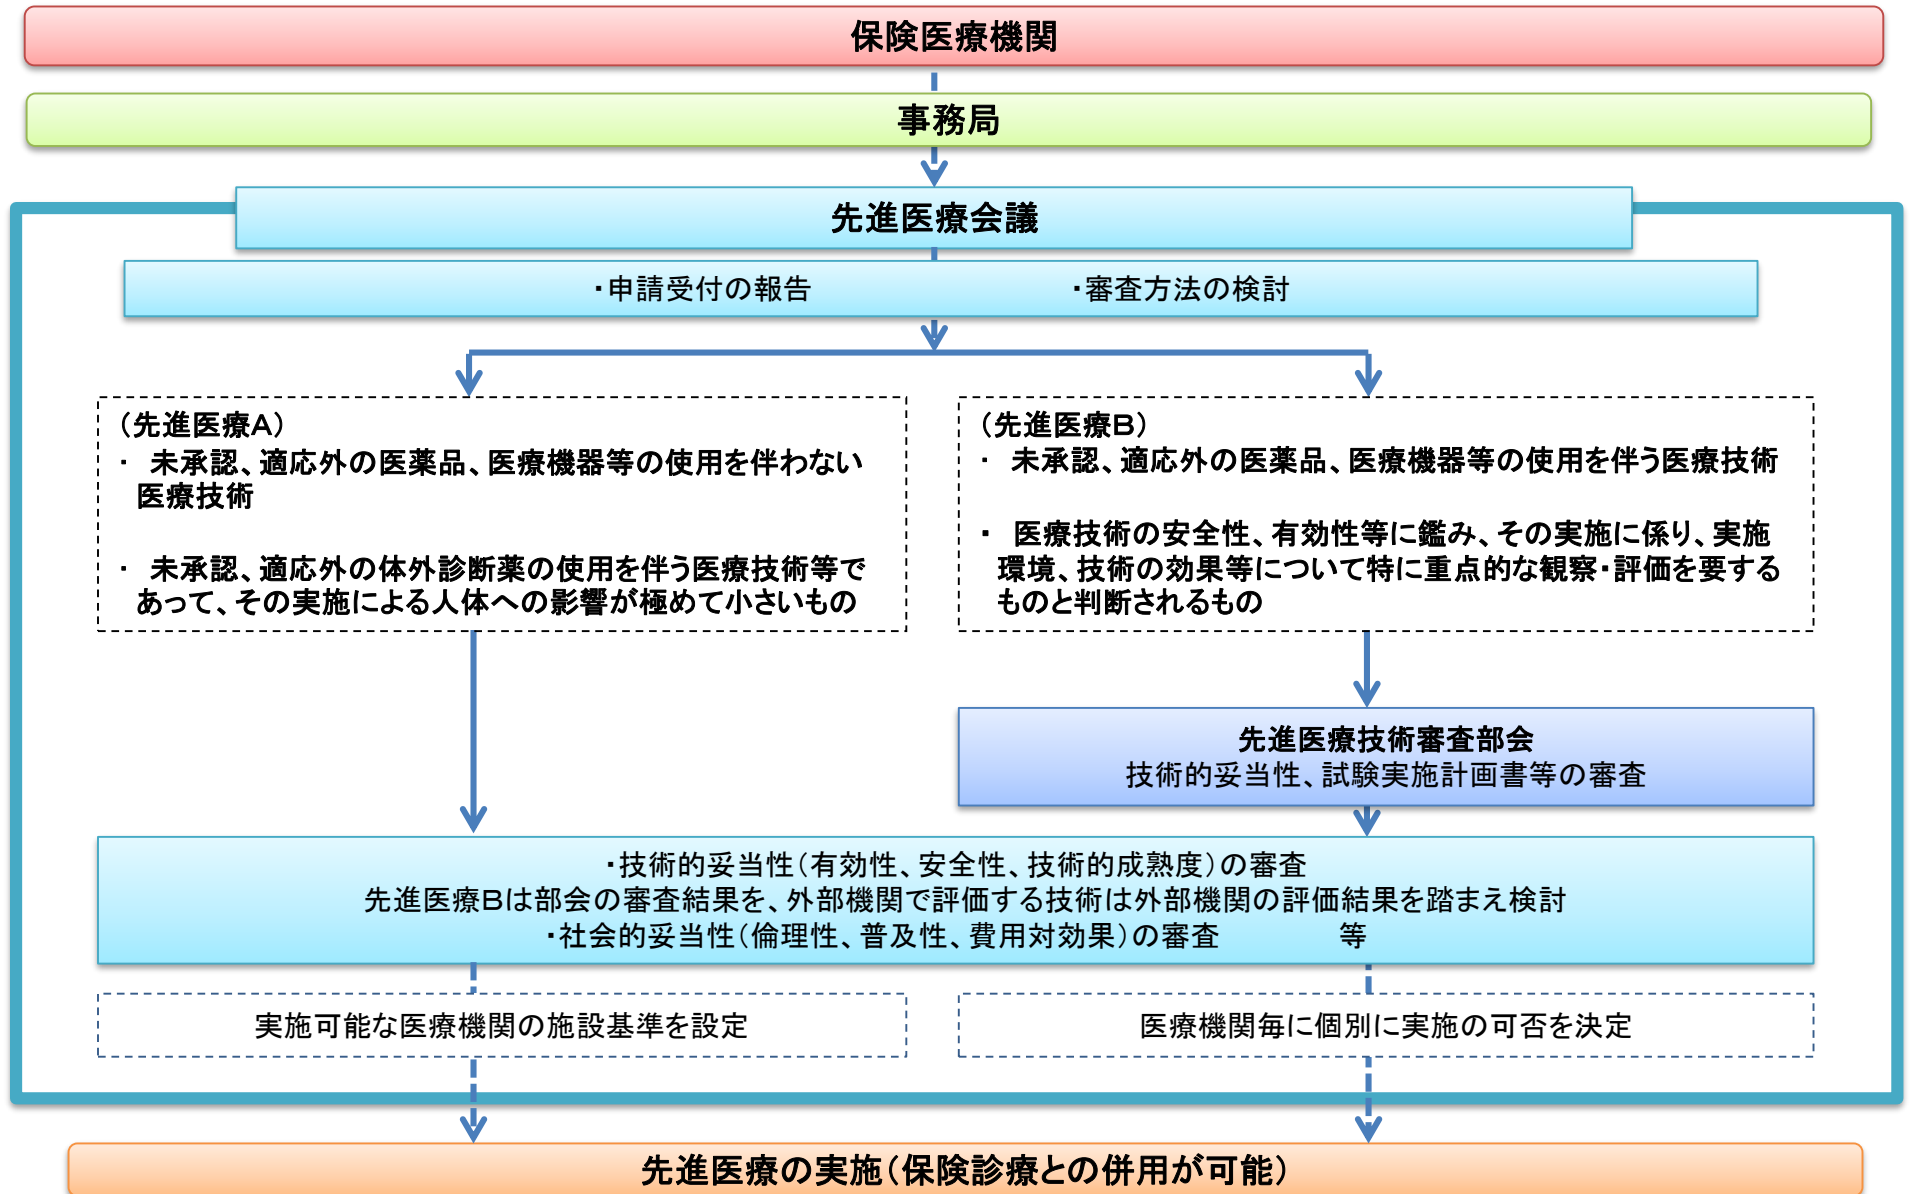 保険医療機関
事務局
先進医療会議
・申請受付の報告　　　　　　　　　・審査方法の検討
（先進医療A）
・ 未承認、適応外の医薬品、医療機器等の使用を伴わない
医療技術
・ 未承認、適応外の体外診断薬の使用を伴う医療技術等で
あって、その実施による人体への影響が極めて小さいもの
（先進医療B）
・ 未承認、適応外の医薬品、医療機器等の使用を伴う医療技術
・ 医療技術の安全性、有効性等に鑑み、その実施に係り、実施
環境、技術の効果等について特に重点的な観察・評価を要する
ものと判断されるもの
先進医療技術審査部会
技術的妥当性、試験実施計画書等の審査
・技術的妥当性（有効性、安全性、技術的成熟度）の審査
先進医療Bは部会の審査結果を、外部機関で評価する技術は外部機関の評価結果を踏まえ検討
・社会的妥当性（倫理性、普及性、費用対効果）の審査　　　　等
実施可能な医療機関の施設基準を設定
医療機関毎に個別に実施の可否を決定
先進医療の実施（保険診療との併用が可能）